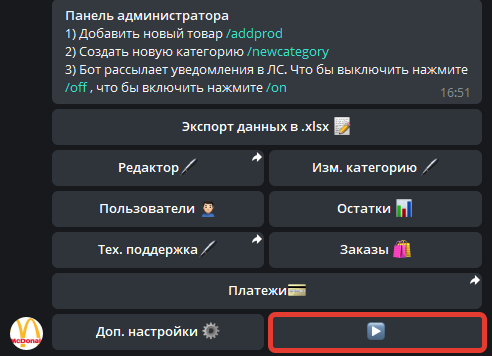 Панель администратора
1) Добавить новый товар /addprod
2) Создать новую категорию /newcategory
3) Бот рассылает уведомления в ЛС. Что бы выключить нажмите
/off , что бы включить нажмите /on
16:51
Экспорт данных в .xlsx
Редактор
Изм. категорию
Пользователи
Остатки
Тех. поддержка
Заказы
Платежи
McDonal
Доп. настройки